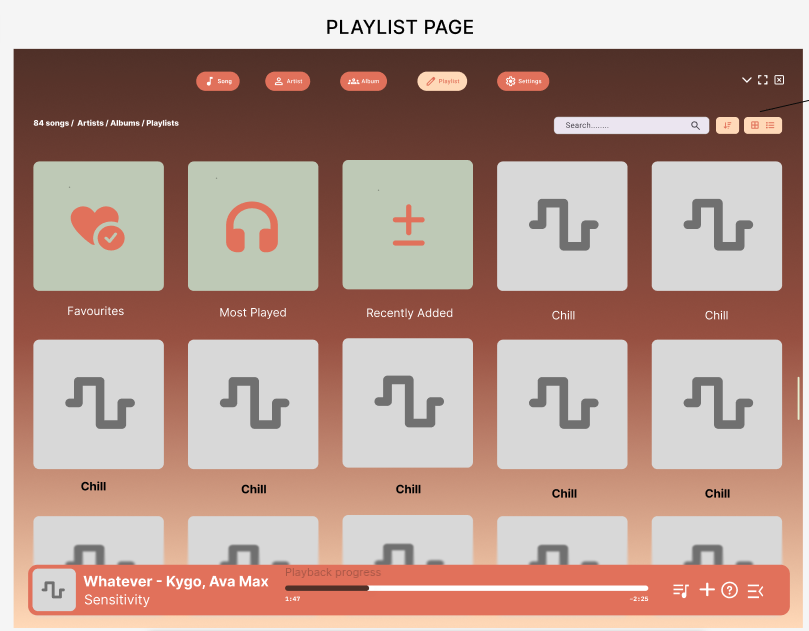 PLAYLIST PAGE
Song
Artist
Album
Playlist
Settings
84 songs / Artists / Albums / Playlists
Search........
Favourites
Most Played
Recently Added
Chill
Chill
Chill
Chill
Chill
Chill
Chill
Whatever - Kygo, Ava Max
Sensitivity
Playback progress
1:47
-2:25